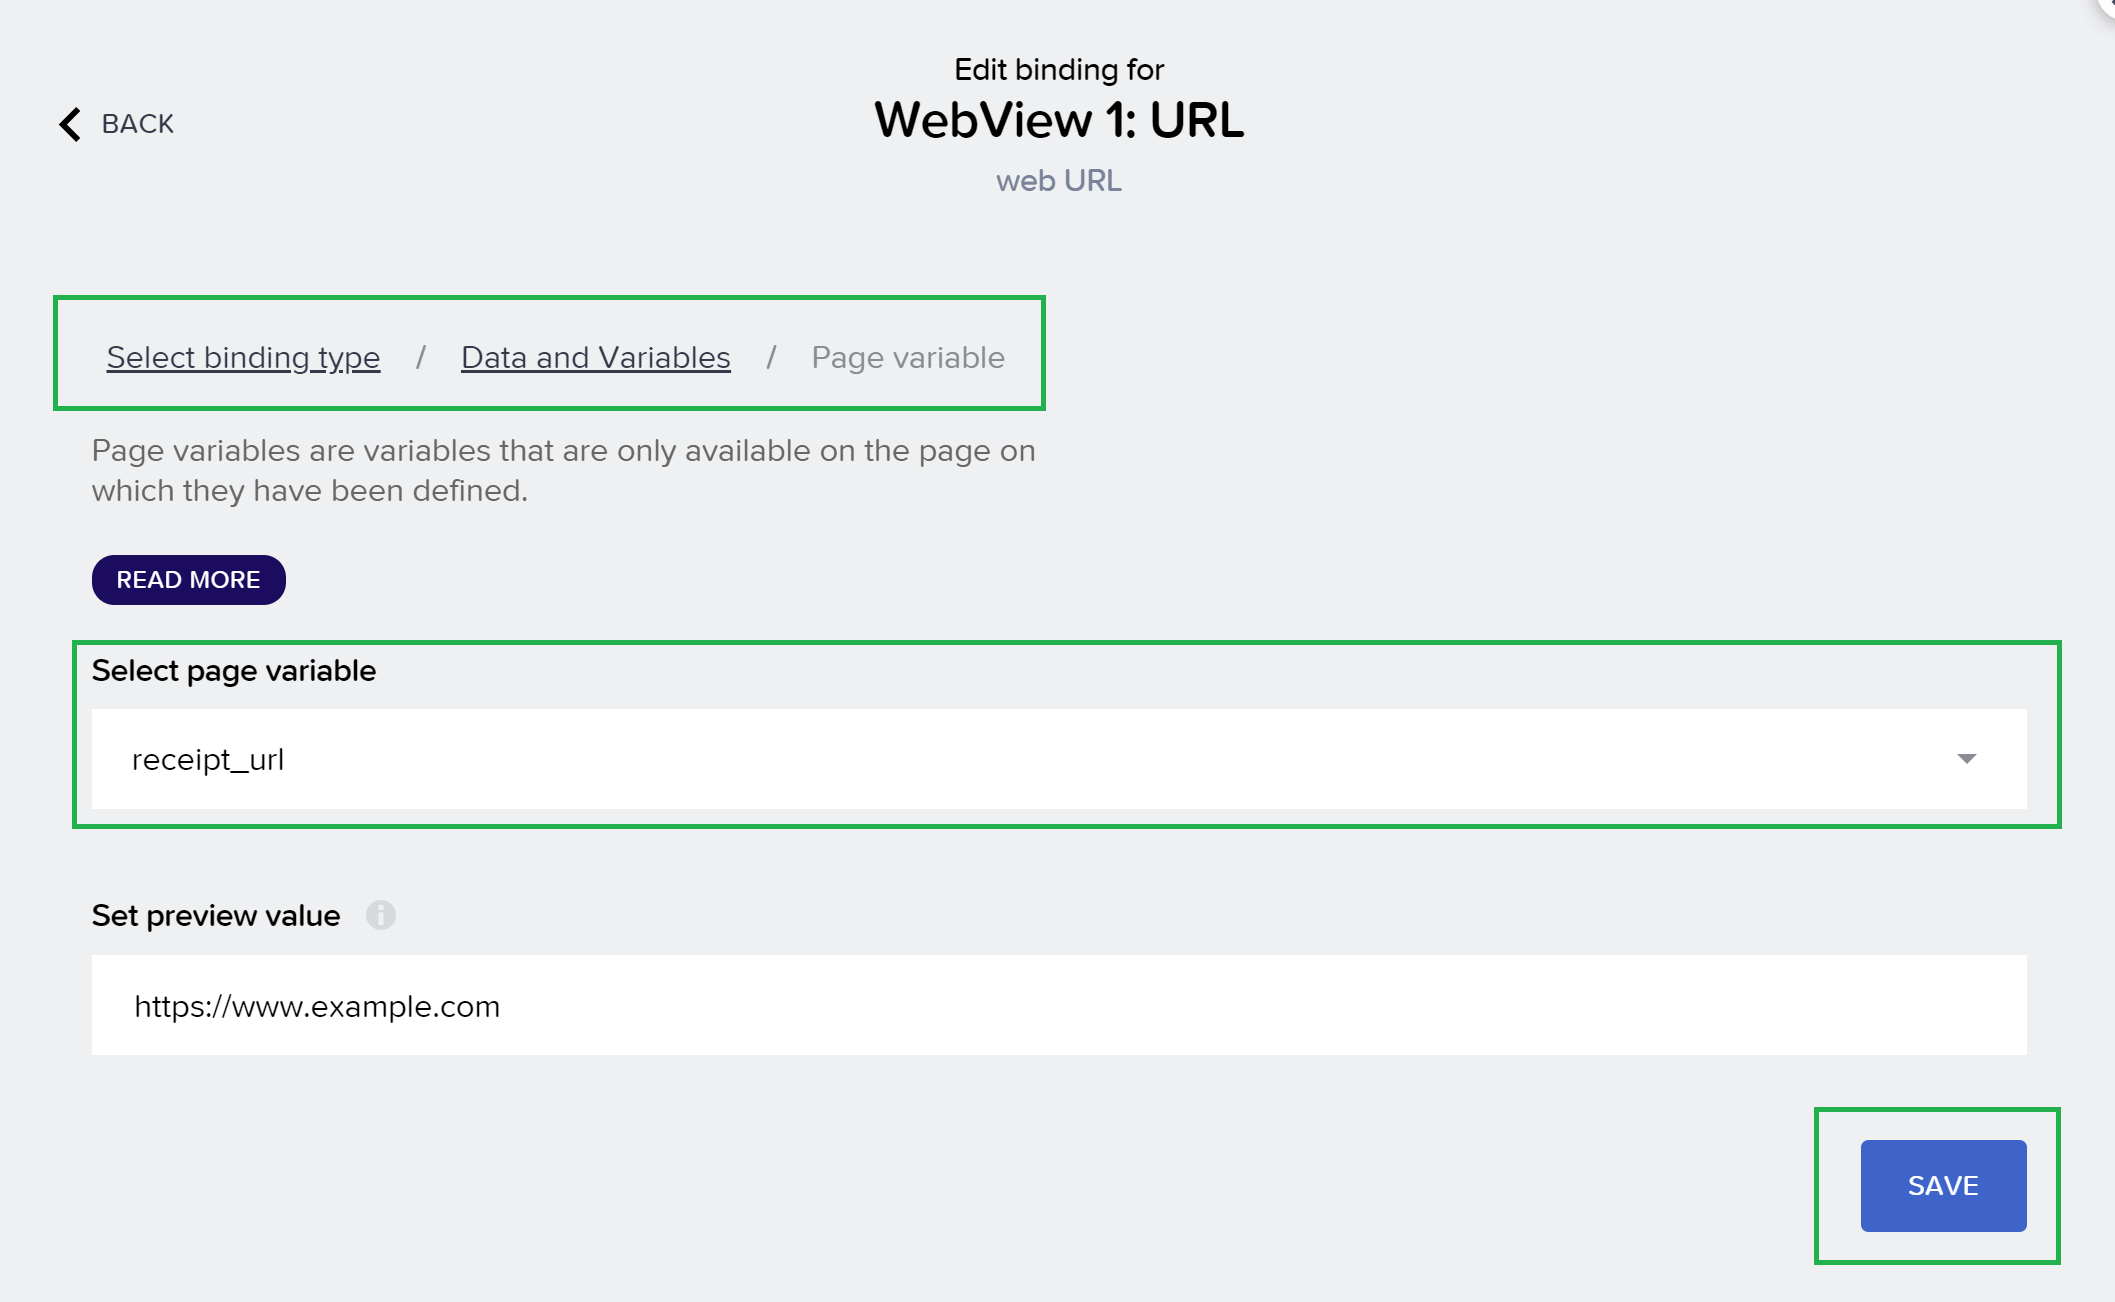 Edit binding for
BACK
WebView 1: URL
web URL
Select binding type / Data and Variables / Page variable
Page variables are variables that are only available on the page on
which they have been defined.
READ MORE
Select page variable
receipt_url
Set preview value
https://www.example.com
SAVE